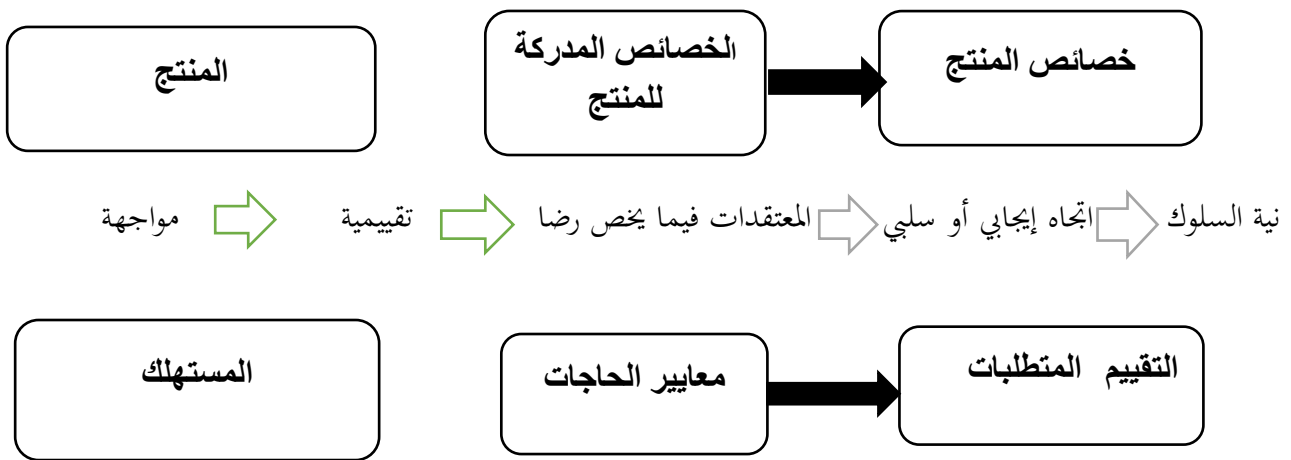 خصائص المنتج
الخصائص المدركة
للمنتج
المنتج
نية السلوك اتجاه إيجابي أو سلبي المعتقدات فيما يخص رضا تقييمية مواجهة
التقييم المتطلبات
معايير الحاجات
المستهلك